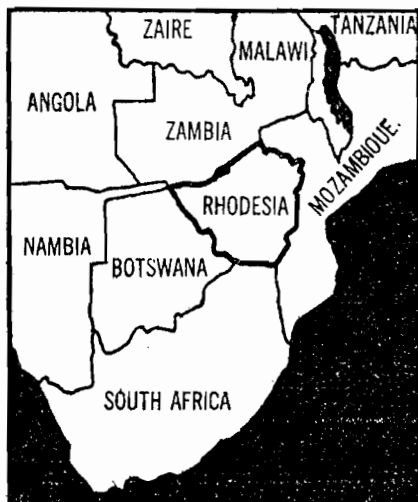 ZAIRE
TANZANIA
MALAWI
ANGOLA
ZAMBIA
MOZAMBIQUE.
RHODESIA
NAMBIA
BOTSWANA
SOUTH AFRICA